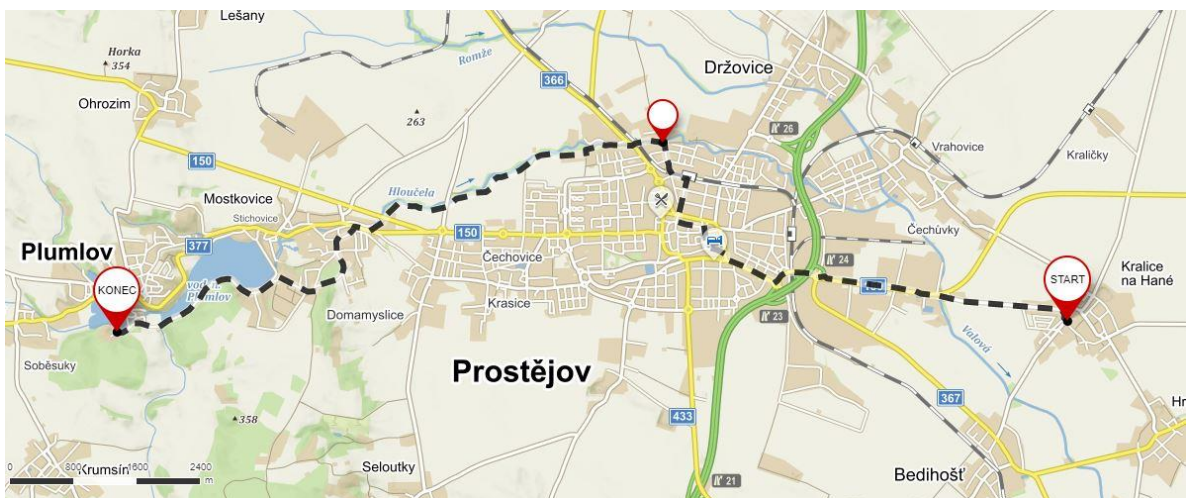 Lešany
Horka
354
Romže
366
Držovice
Ohrozim
263
26
Vrahovice
Kraličky
150
Hloučela
Mostkovice
Stichovice
377
150
Plumlov
vod. n.
Plumlov
KONEC
Čechovice
Čechůvky
24
START
Kralice
na Hané
Krasice
Domamyslice
23
Valová
Soběsuky
Prostějov
358
433
367
0 800 1600 2400
m
Krumsín
Seloutky
21
Bedihošť
Hr